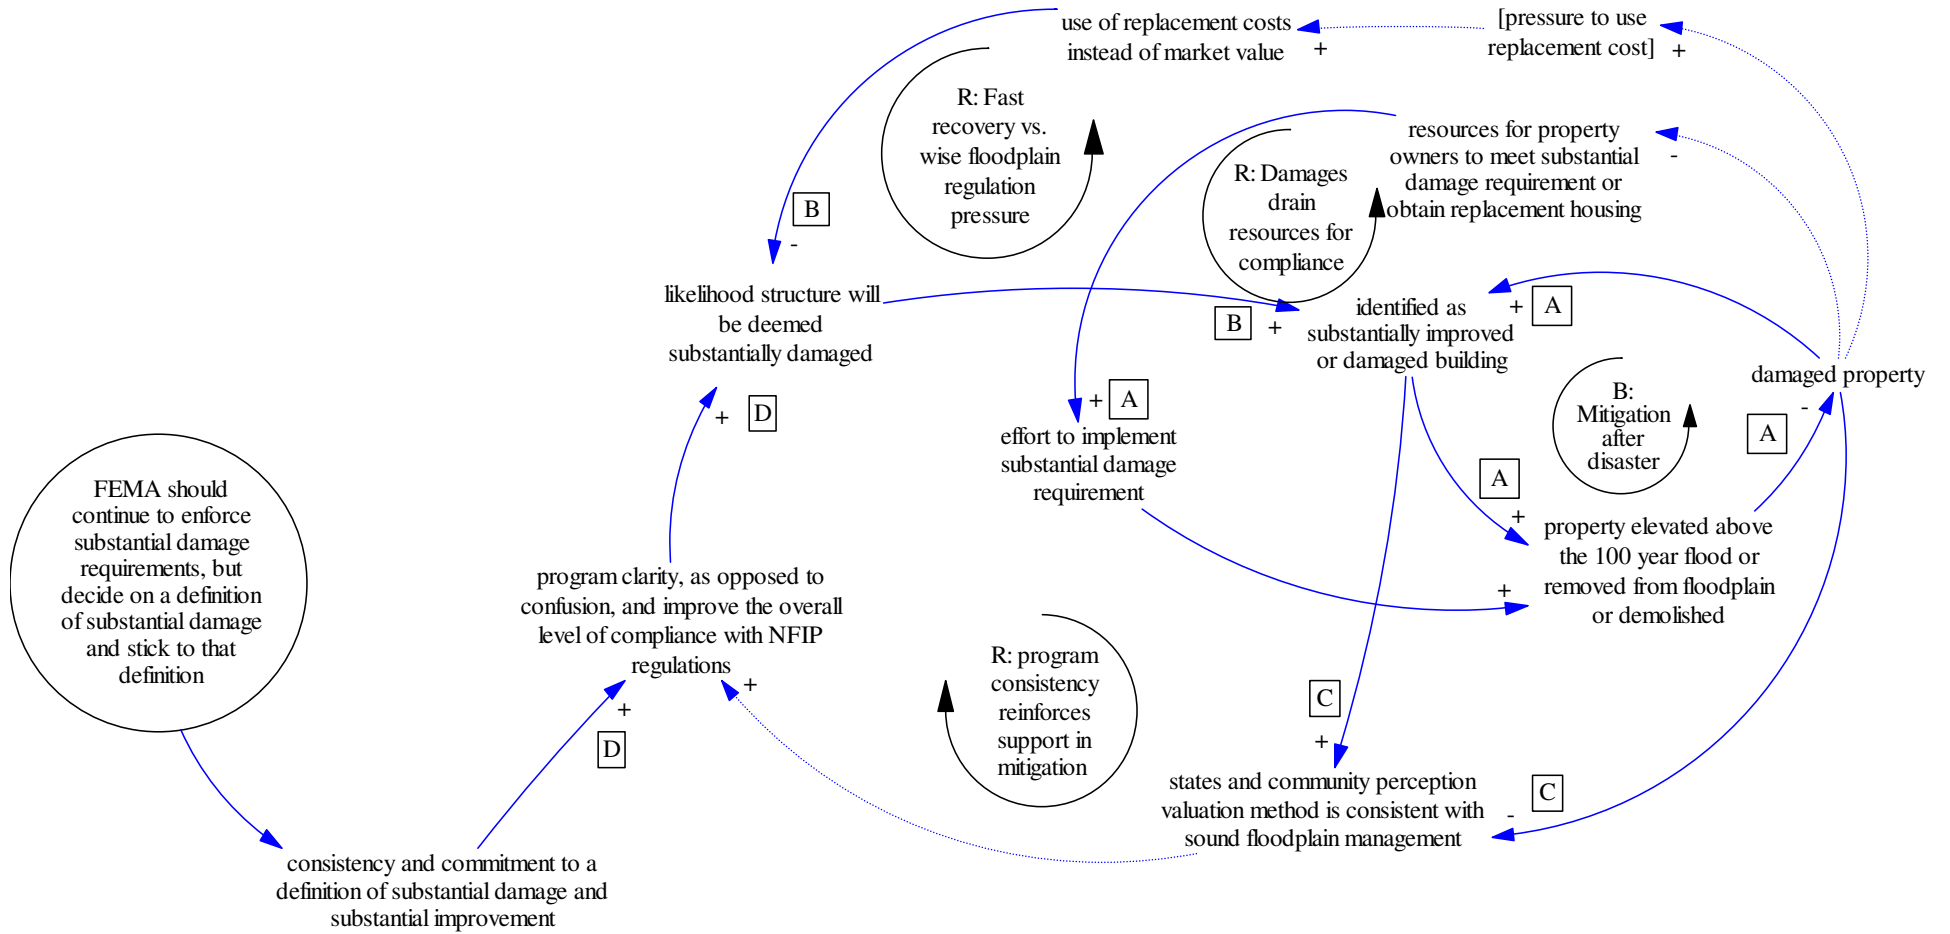 use of replacement costs
instead of market value
+
[pressure to use
replacement cost]
+
R: Fast
recovery vs.
wise floodplain
regulation
pressure
B
-
R: Damages
drain
resources for
compliance
resources for property
owners to meet substantial
damage requirement or
obtain replacement housing
-
likelihood structure will
be deemed
substantially damaged
B
+
identified as
substantially improved
or damaged building
+
A
damaged property
-
A
B:
Mitigation
after
disaster
+
A
effort to implement
substantial damage
requirement
+
D
A
+
+
property elevated above
the 100 year flood or
removed from floodplain
or demolished
FEMA should
continue to enforce
substantial damage
requirements, but
decide on a definition
of substantial damage
and stick to that
definition
program clarity, as opposed to
confusion, and improve the overall
level of compliance with NFIP
regulations
+
+
D
R: program
consistency
reinforces
support in
mitigation
C
+
states and community perception
valuation method is consistent with
sound floodplain management
-
C
consistency and commitment to a
definition of substantial damage and
substantial improvement